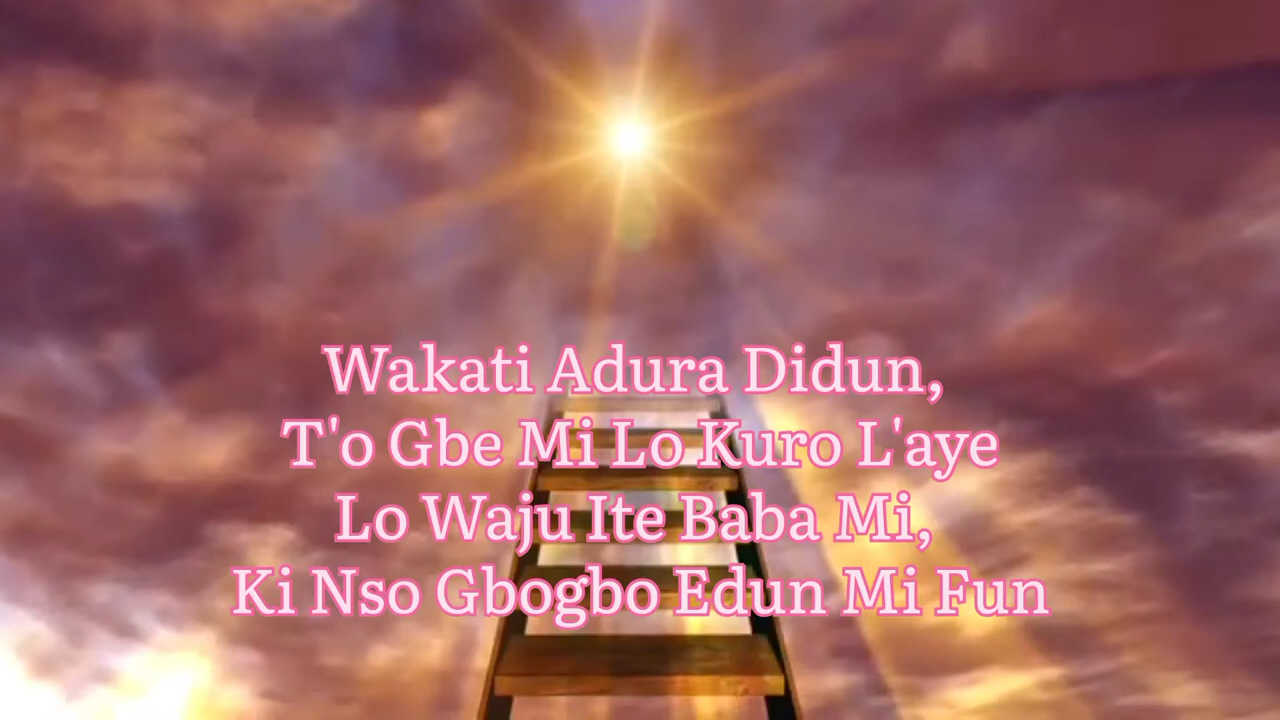 Wakati Adura Didun,
T'o Gbe Mi Lo Kuro L'aye
Lo Waju Ite Baba Mi,
Ki Nso Gbogbo Edun Mi Fun